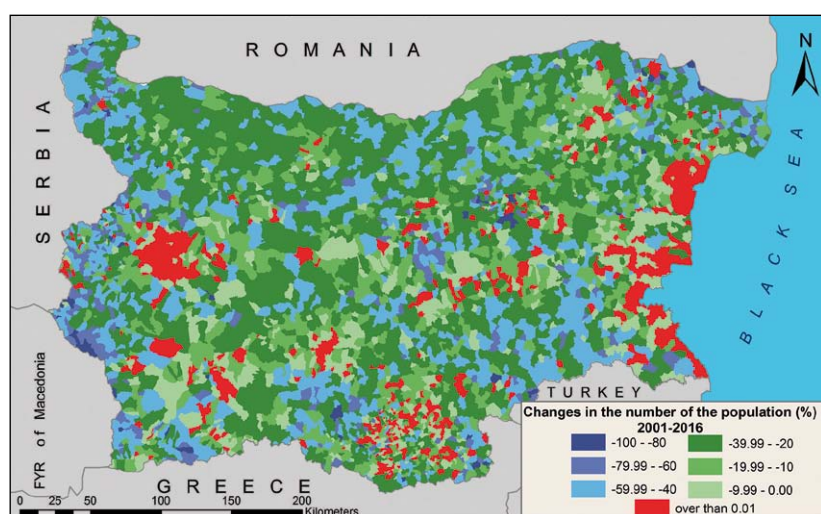 ROMANIA
N
SERBIA
BLACK SEA
FYR of Macedonia
TURKEY
GREECE
0 25 50 100 150 200
Kilometers
Changes in the number of the population (%)
2001-2016
-100 - -80
-79.99 - -60
-59.99 - -40
-39.99 - -20
-19.99 - -10
-9.99 - 0.00
over than 0.01